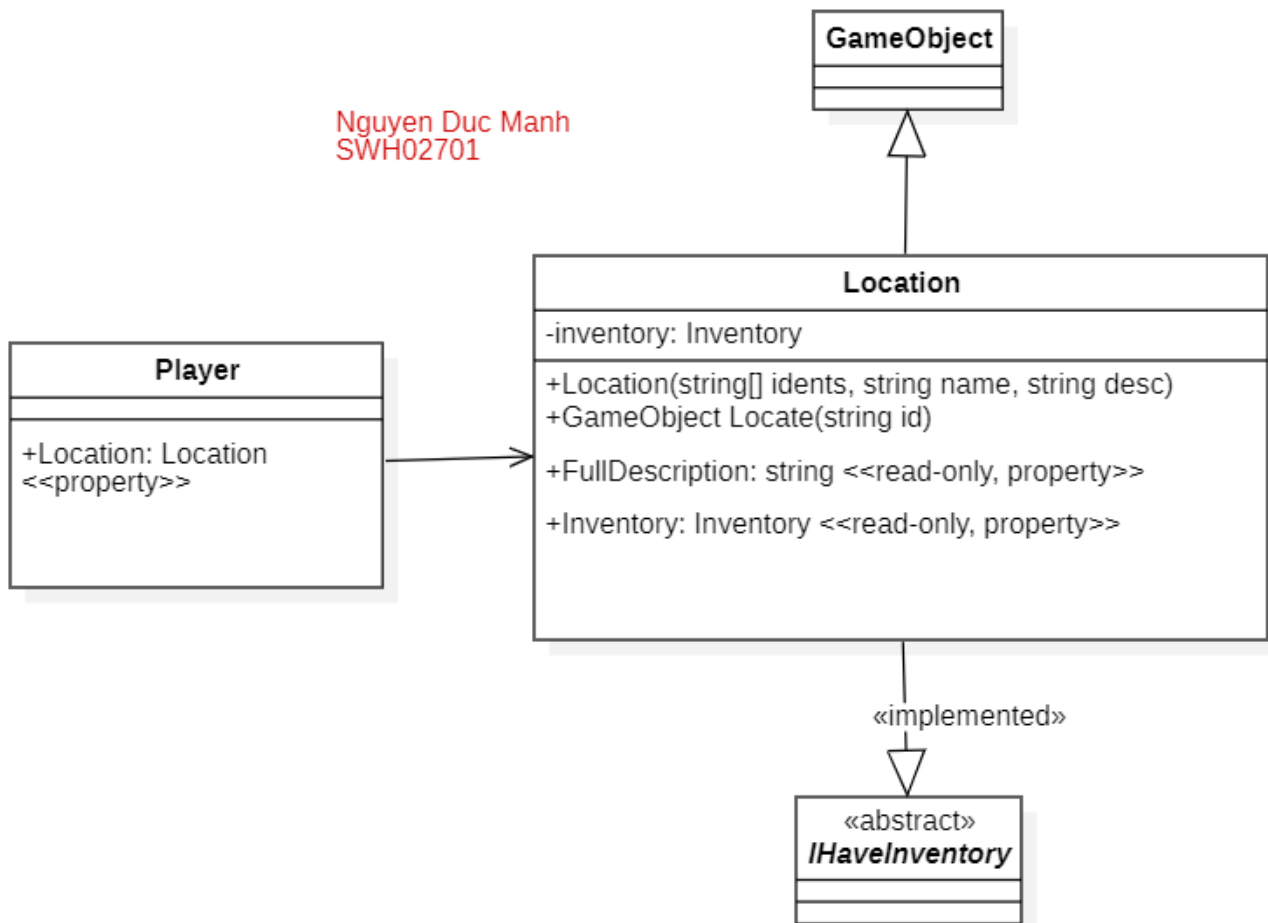 GameObject
Nguyen Duc Manh
SWH02701
Location
-inventory: Inventory
+Location(string[] idents, string name, string desc)
+GameObject Locate(string id)
+FullDescription: string <<read-only, property>>
+Inventory: Inventory <<read-only, property>>
Player
+Location: Location
<<property>>
«implemented»
«abstract»
IHaveInventory